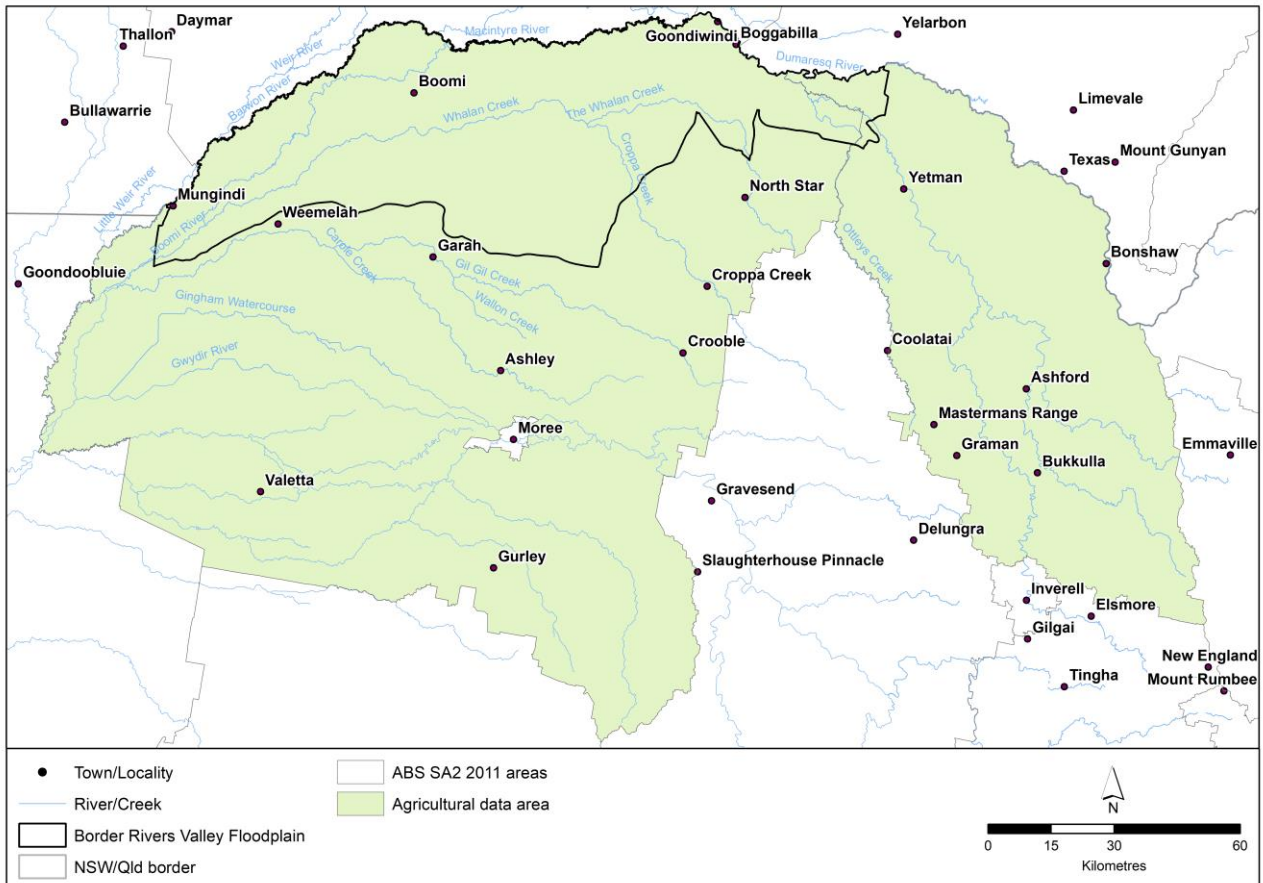 Daymar
Thallon
Weir River
Macintyre River
Goondiwindi
Boggabilla
Yelarbon
Dumaresq River
Boomi
Barwon River
Bullawarrie
Whalan Creek
The Whalan Creek
Limevale
Croppa Creek
Texas
Mount Gunyan
Little Weir River
Mungindi
North Star
Yetman
Boomi River
Weemelah
Garah
Carole Creek
Gil Gil Creek
Ottleys Creek
Bonshaw
Goondoobluie
Croppa Creek
Gingham Watercourse
Wallon Creek
Gwydir River
Crooble
Coolatai
Ashley
Ashford
Mastermans Range
Moree
Graman
Emmaville
Bukkulla
Valetta
Gravesend
Delungra
Gurley
Slaughterhouse Pinnacle
Inverell
Elsmore
Gilgai
New England
Tingha
Mount Rumbee
Town/Locality
River/Creek
Border Rivers Valley Floodplain
NSW/Qld border
ABS SA2 2011 areas
Agricultural data area
N
0 15 30 60
Kilometres